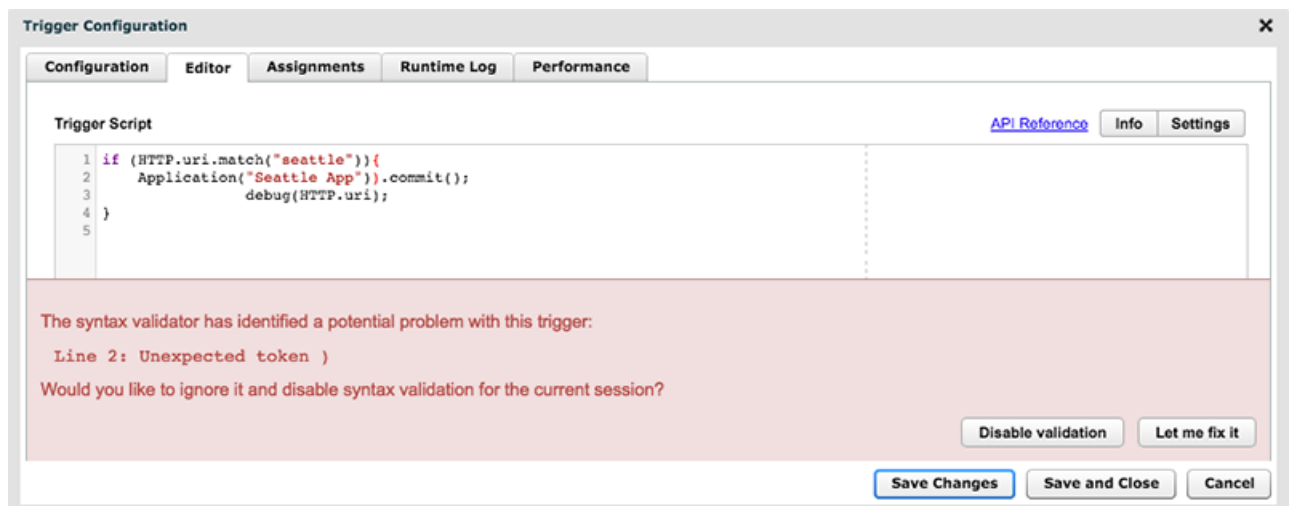 Trigger Configuration
Configuration Editor Assignments Runtime Log Performance
Trigger Script API Reference Info Settings
1 if (HTTP.uri.match("seattle")){
2 Application("Seattle App")).commit();
3 debug(HTTP.uri);
4 }
5
The syntax validator has identified a potential problem with this trigger:
Line 2: Unexpected token )
Would you like to ignore it and disable syntax validation for the current session?
Disable validation Let me fix it
Save Changes Save and Close Cancel